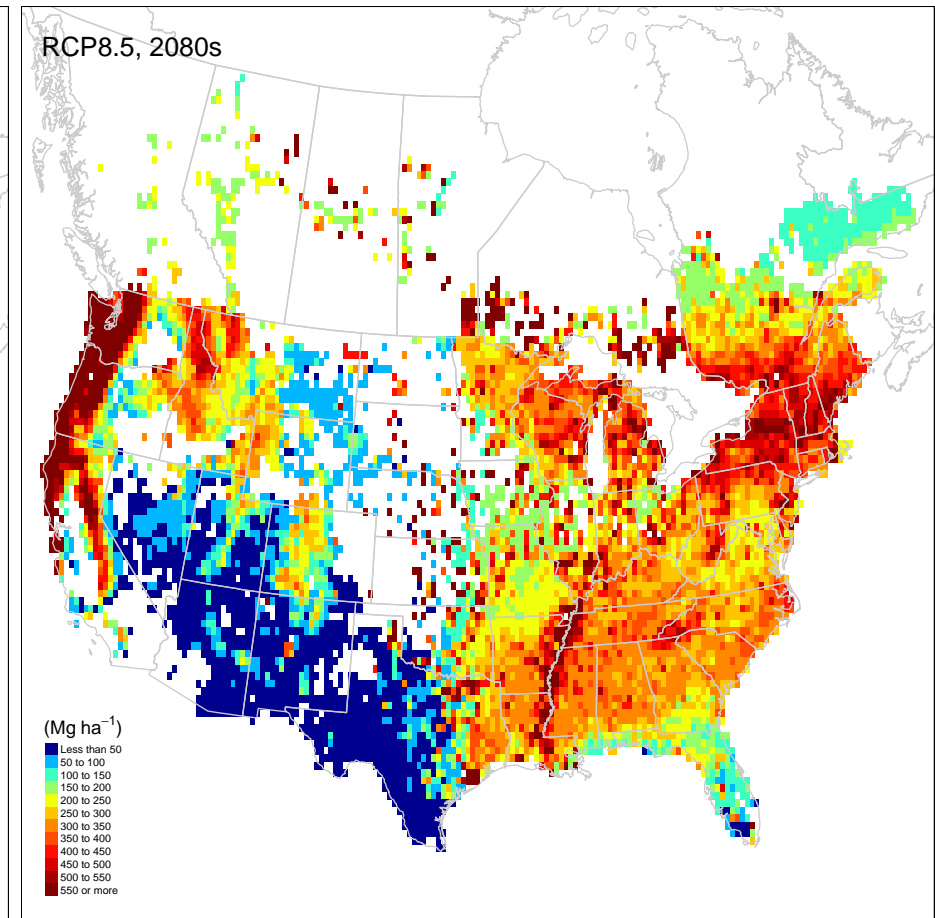 RCP8.5, 2080s
(Mg ha⁻¹)
Less than 50
50 to 100
100 to 150
150 to 200
200 to 250
250 to 300
300 to 350
350 to 400
400 to 450
450 to 500
500 to 550
550 or more